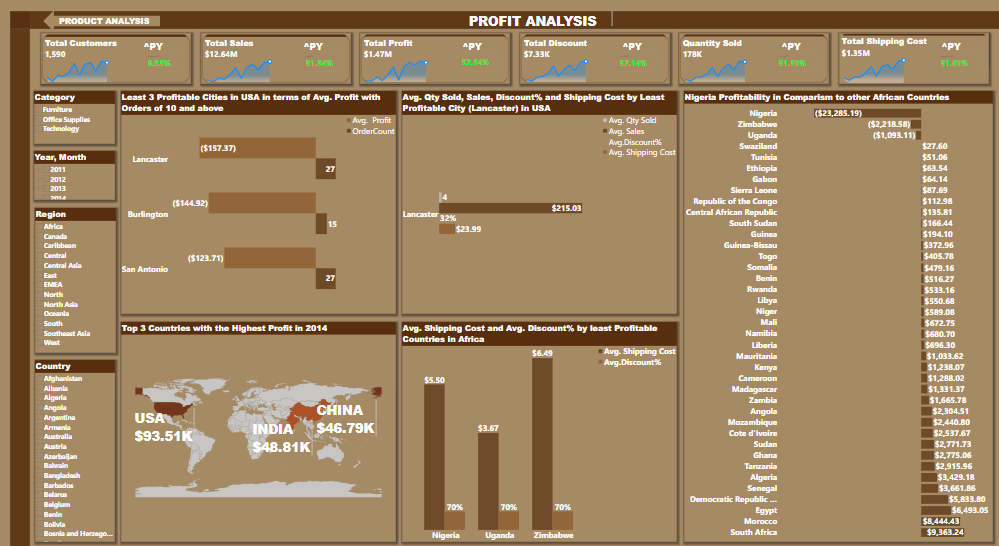 PRODUCT ANALYSIS
PROFIT ANALYSIS
Total Customers
1,590
^PY
Total Sales
$12.64M
^PY
Total Profit
$1.47M
^PY
Total Discount
$7.33K
^PY
Quantity Sold
178K
^PY
Total Shipping Cost
$1.35M
^PY
Category
Furniture
Office Supplies
Technology
Year, Month
2011
2012
2013
2014
Region
Africa
Canada
Caribbean
Central
Central Asia
East
EMEA
North
North Asia
Oceania
South
Southeast Asia
West
Country
Afghanistan
Albania
Algeria
Angola
Argentina
Armenia
Australia
Austria
Azerbaijan
Bahrain
Bangladesh
Barbados
Belarus
Belgium
Benin
Bolivia
Bosnia and Herzego...
Least 3 Profitable Cities in USA in terms of Avg. Profit with
Orders of 10 and above
Avg. Profit
OrderCount
Lancaster
($157.37)
27
Burlington
($144.92)
15
San Antonio
($123.71)
27
Avg. Qty Sold, Sales, Discount% and Shipping Cost by Least
Profitable City (Lancaster) in USA
Avg. Qty Sold
Avg. Sales
Avg.Discount%
Avg. Shipping Cost
Lancaster
4
$215.03
32%
$23.99
Top 3 Countries with the Highest Profit in 2014
USA
$93.51K
INDIA
$48.81K
CHINA
$46.79K
Avg. Shipping Cost and Avg. Discount% by least Profitable
Countries in Africa
Avg. Shipping Cost
Avg.Discount%
$5.50
70%
$3.67
70%
$6.49
70%
Nigeria
Uganda
Zimbabwe
Nigeria Profitability in Comparism to other African Countries
Nigeria ($23,285.19)
Zimbabwe ($2,218.58)
Uganda ($1,093.11)
Swaziland $27.60
Tunisia $51.06
Ethiopia $63.54
Gabon $64.14
Sierra Leone $87.69
Republic of the Congo $112.98
Central African Republic $135.81
South Sudan $166.44
Guinea $194.10
Guinea-Bissau $372.96
Togo $405.78
Somalia $479.16
Benin $516.27
Rwanda $533.16
Libya $550.68
Niger $589.08
Mali $672.75
Namibia $680.70
Liberia $696.30
Mauritania $1,033.62
Kenya $1,238.07
Cameroon $1,288.02
Madagascar $1,331.37
Zambia $1,665.78
Angola $2,304.51
Mozambique $2,440.80
Cote d'Ivoire $2,537.67
Sudan $2,771.73
Ghana $2,775.06
Tanzania $2,915.96
Algeria $3,429.18
Senegal $3,661.86
Democratic Republic ... $5,833.80
Egypt $6,493.05
Morocco $8,444.43
South Africa $9,363.24